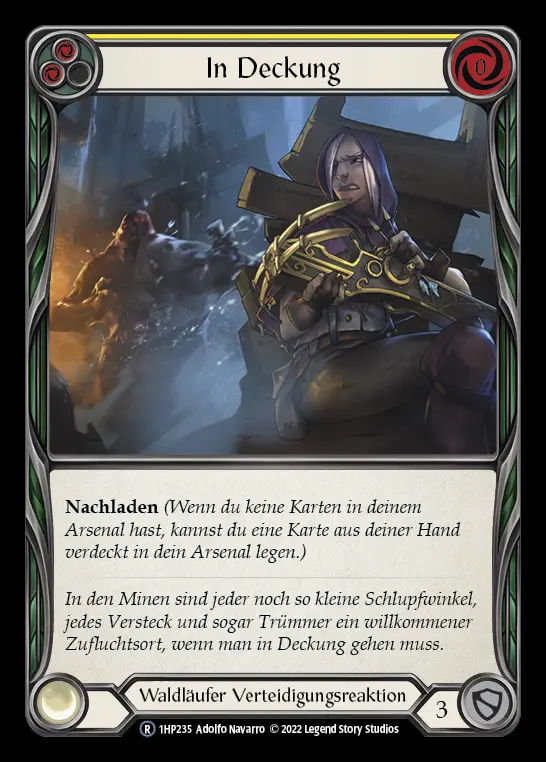 In Deckung
0
Nachladen (Wenn du keine Karten in deinem
Arsenal hast, kannst du eine Karte aus deiner Hand
verdeckt in dein Arsenal legen.)
In den Minen sind jeder noch so kleine Schlupfwinkel,
jedes Versteck und sogar Trümmer ein willkommener
Zufluchtsort, wenn man in Deckung gehen muss.
Waldläufer Verteidigungsreaktion
3
R 1HP235 Adolfo Navarro © 2022 Legend Story Studios